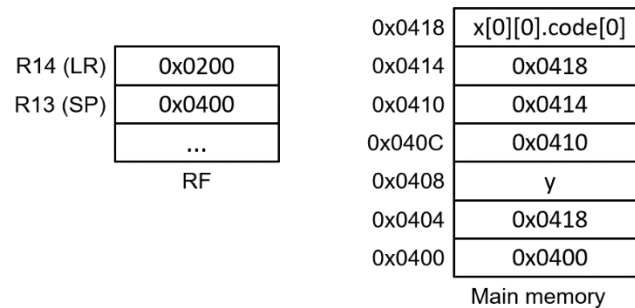 R14 (LR) 0x0200
R13 (SP) 0x0400
...
RF
0x0418 x[0][0].code[0]
0x0414 0x0418
0x0410 0x0414
0x040C 0x0410
0x0408 y
0x0404 0x0418
0x0400 0x0400
Main memory